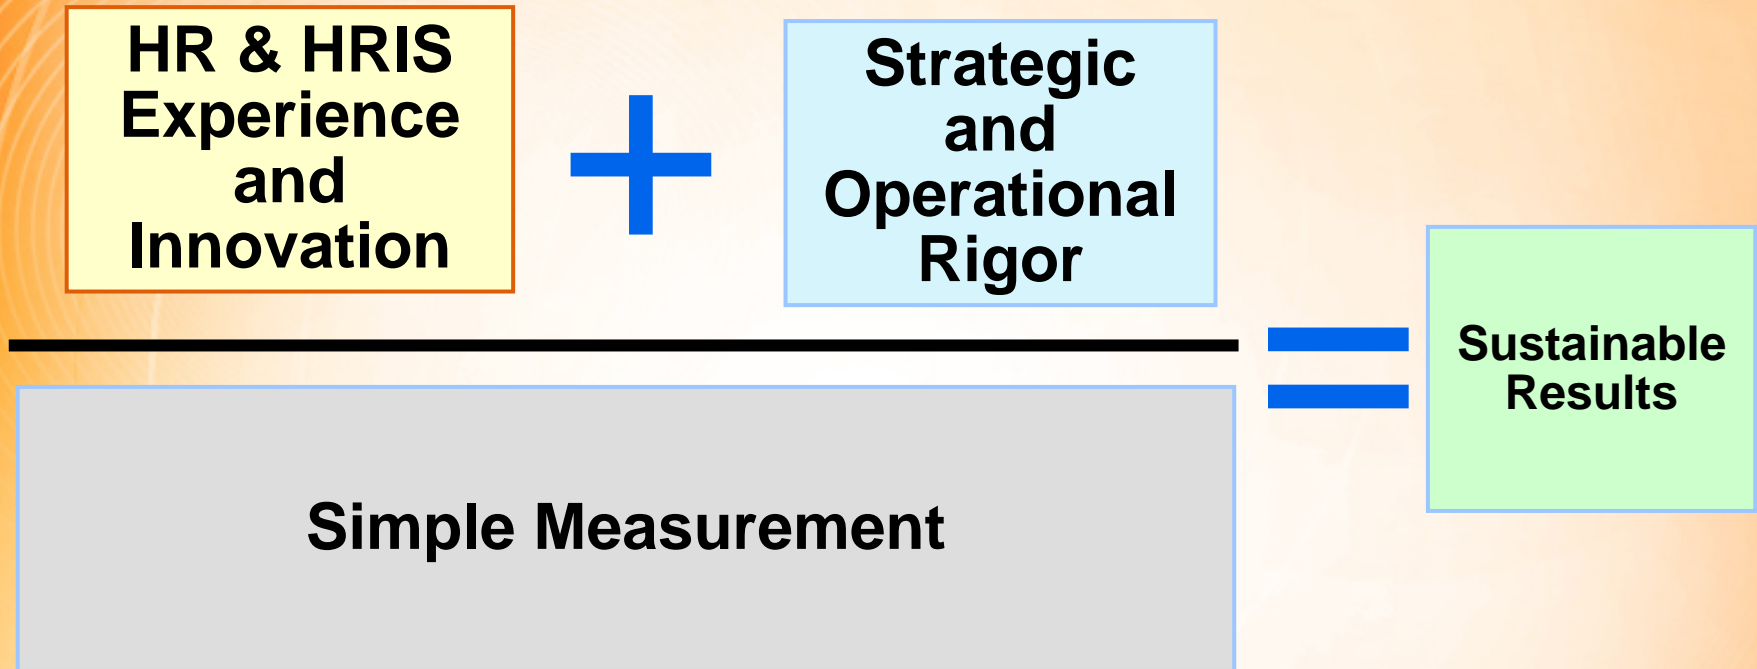 HR & HRIS
Experience
and
Innovation
+
Strategic
and
Operational
Rigor
=
Sustainable
Results
Simple Measurement